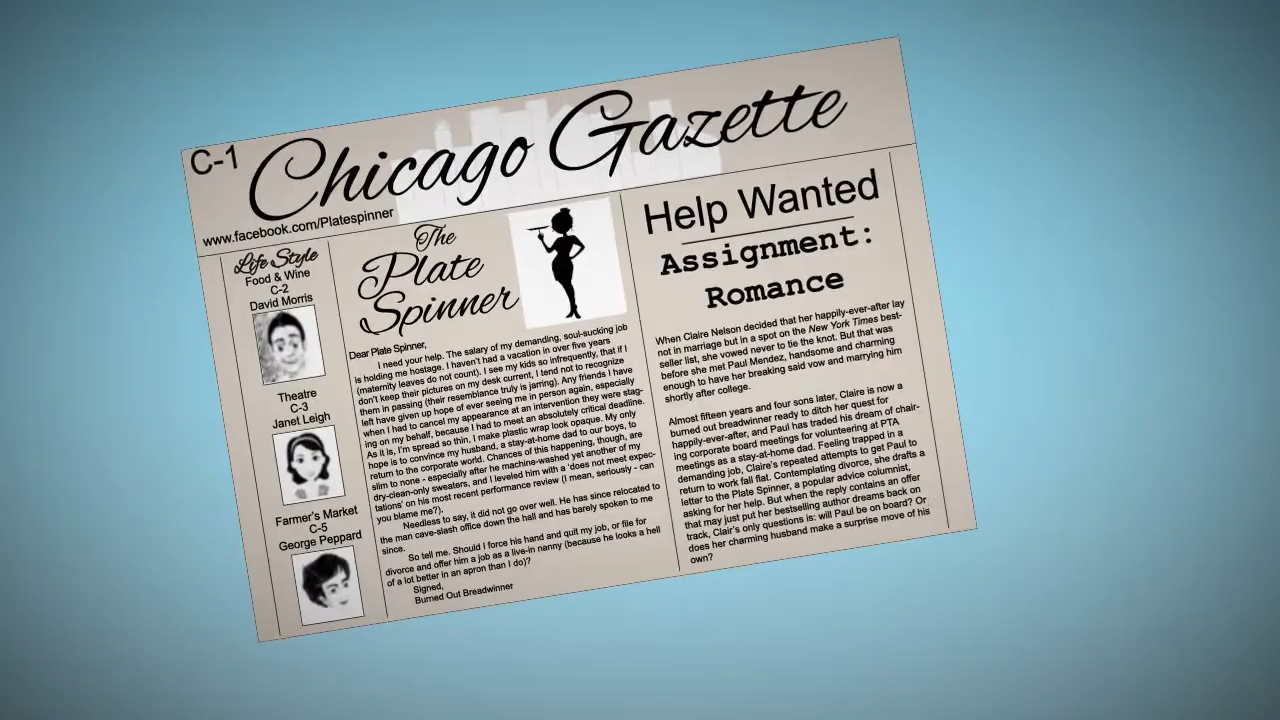 C-1
Chicago Gazette
www.facebook.com/Platespinner
Life Style
Food & Wine
C-2
David Morris
Theatre
C-3
Janet Leigh
Farmer's Market
C-5
George Peppard
The
Plate
Spinner
Dear Plate Spinner,
I need your help. The salary of my demanding, soul-sucking job
is holding me hostage. I haven't had a vacation in over five years
(maternity leaves do not count). I see my kids so infrequently, that if I
don't keep their pictures on my desk current, I tend not to recognize
them in passing (their resemblance truly is jarring). Any friends I have
left have given up hope of ever seeing me in person again, especially
when I had to cancel my appearance at an intervention they were stag-
ing on my behalf, because I had to meet an absolutely critical deadline.
As it is, I'm spread so thin, I make plastic wrap look opaque. My only
hope is to convince my husband, a stay-at-home dad to our boys, to
return to the corporate world. Chances of this happening, though, are
slim to none - especially after he machine-washed yet another of my
dry-clean-only sweaters, and I leveled him with a 'does not meet expec-
tations' on his most recent performance review (I mean, seriously - can
you blame me?).
Needless to say, it did not go over well. He has since relocated to
the man cave-slash office down the hall and has barely spoken to me
since.
So tell me. Should I force his hand and quit my job, or file for
divorce and offer him a job as a live-in nanny (because he looks a hell
of a lot better in an apron than I do)?
Signed,
Burned Out Breadwinner
Help Wanted
Assignment:
Romance
When Claire Nelson decided that her happily-ever-after lay
not in marriage but in a spot on the New York Times best-
seller list, she vowed never to tie the knot. But that was
before she met Paul Mendez, handsome and charming
enough to have her breaking said vow and marrying him
shortly after college.
Almost fifteen years and four sons later, Claire is now a
burned out breadwinner ready to ditch her quest for
happily-ever-after, and Paul has traded his dream of chair-
ing corporate board meetings for volunteering at PTA
meetings as a stay-at-home dad. Feeling trapped in a
demanding job, Claire's repeated attempts to get Paul to
return to work fall flat. Contemplating divorce, she drafts a
letter to the Plate Spinner, a popular advice columnist,
asking for her help. But when the reply contains an offer
that may just put her bestselling author dreams back on
track, Clair's only questions is: will Paul be on board? Or
does her charming husband make a surprise move of his
own?